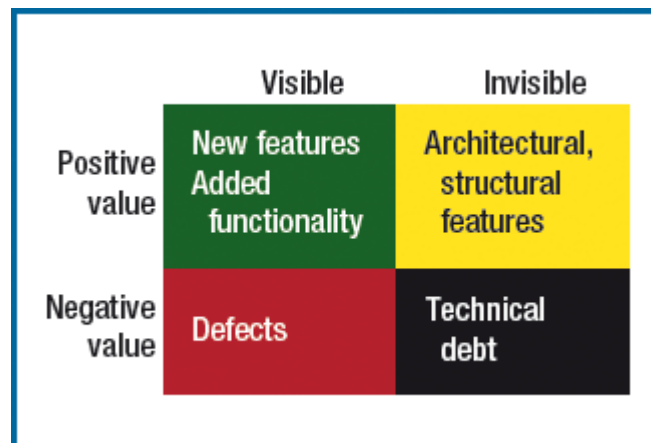 Visible Invisible
Positive
value
New features
Added
functionality
Architectural,
structural
features
Negative
value
Defects
Technical
debt